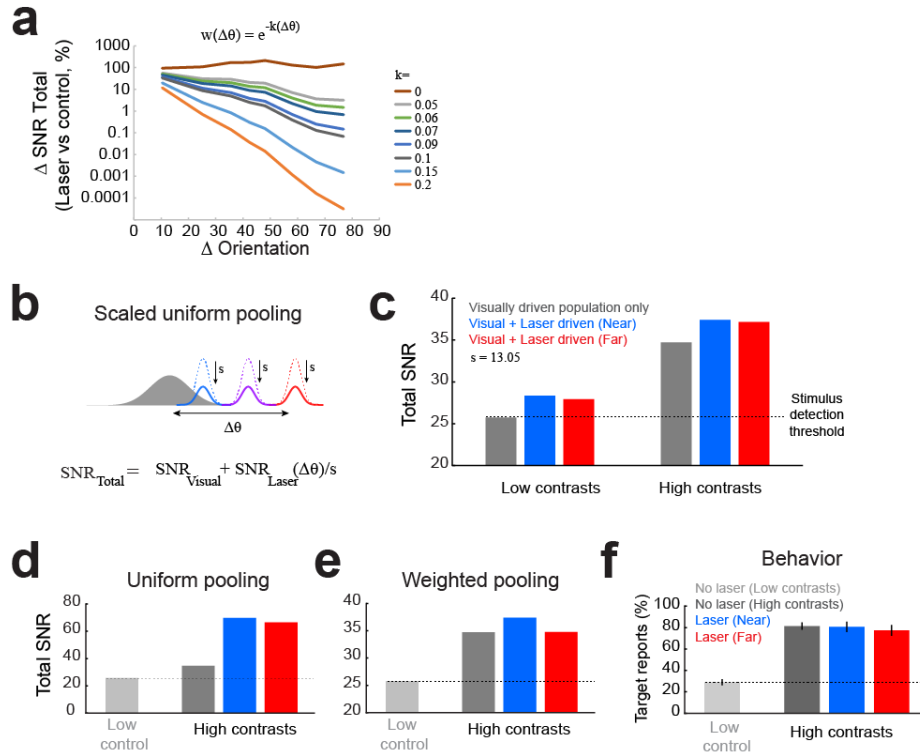 a
w(Δθ) = e^-k(Δθ)
Δ SNR Total
(Laser vs control, %)
1000
100
10
1
0.1
0.01
0.001
0.0001
0 10 20 30 40 50 60 70 80 90
Δ Orientation
k=
0
0.05
0.06
0.07
0.09
0.1
0.15
0.2
b
Scaled uniform pooling
s s s
Δθ
SNR Total = SNR Visual + SNR Laser (Δθ)/s
c
Total SNR
40
35
30
25
20
Visually driven population only
Visual + Laser driven (Near)
Visual + Laser driven (Far)
s = 13.05
Stimulus
detection
threshold
Low contrasts High contrasts
d
Uniform pooling
Total SNR
80
60
40
20
0
Low
control
High contrasts
e
Weighted pooling
40
35
30
25
20
Low
control
High contrasts
f
Behavior
Target reports (%)
100
80
60
40
20
0
No laser (Low contrasts)
No laser (High contrasts)
Laser (Near)
Laser (Far)
Low
control
High contrasts